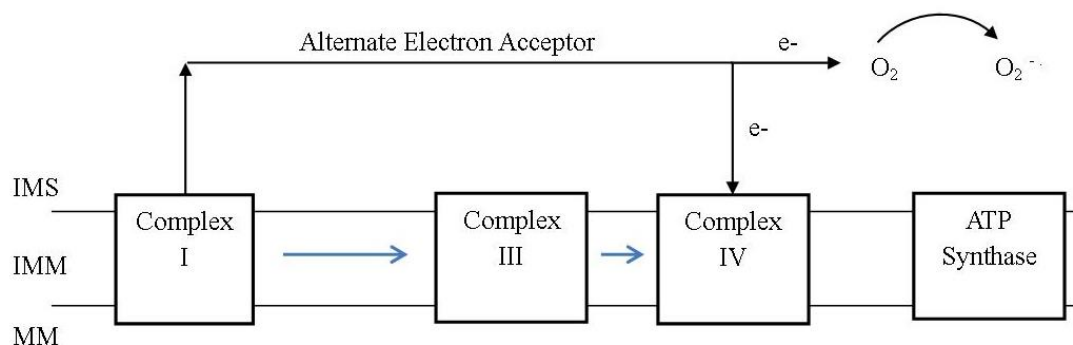 Alternate Electron Acceptor
e-
O₂
O₂⁻
e-
IMS
Complex
I
Complex
III
Complex
IV
ATP
Synthase
IMM
MM